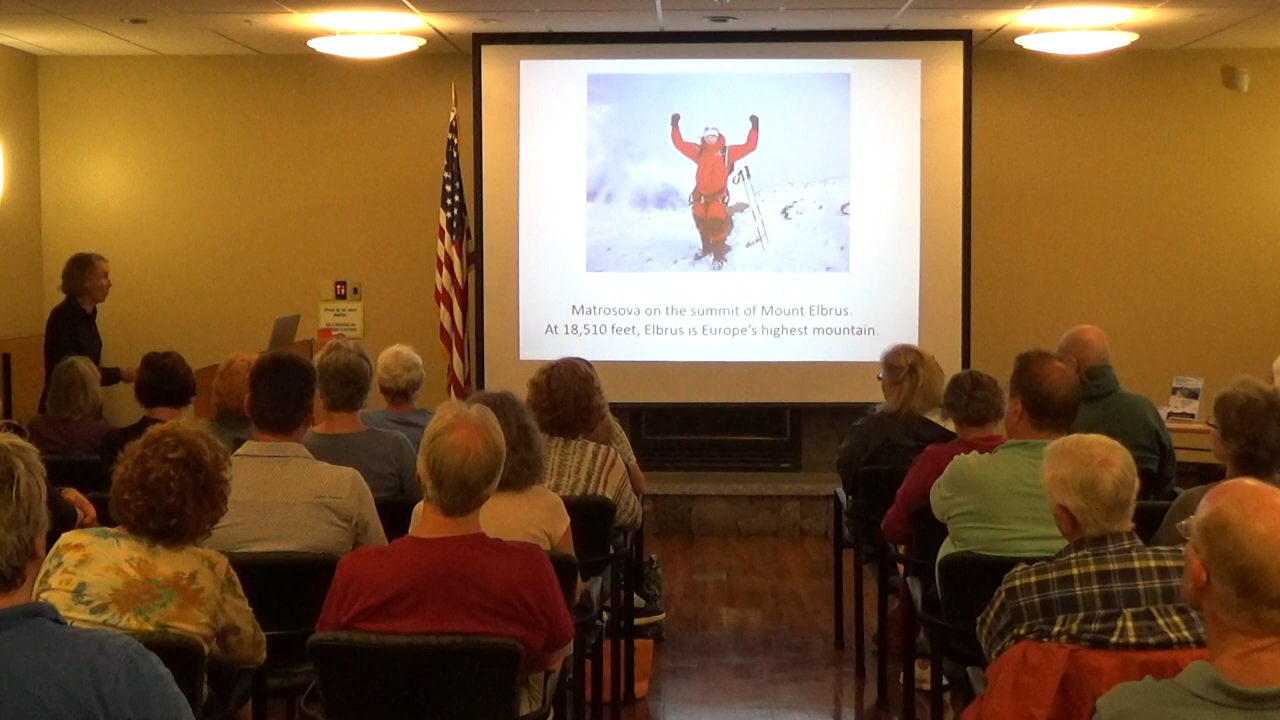 Matrosova on the summit of Mount Elbrus.
At 18,510 feet, Elbrus is Europe's highest mountain.